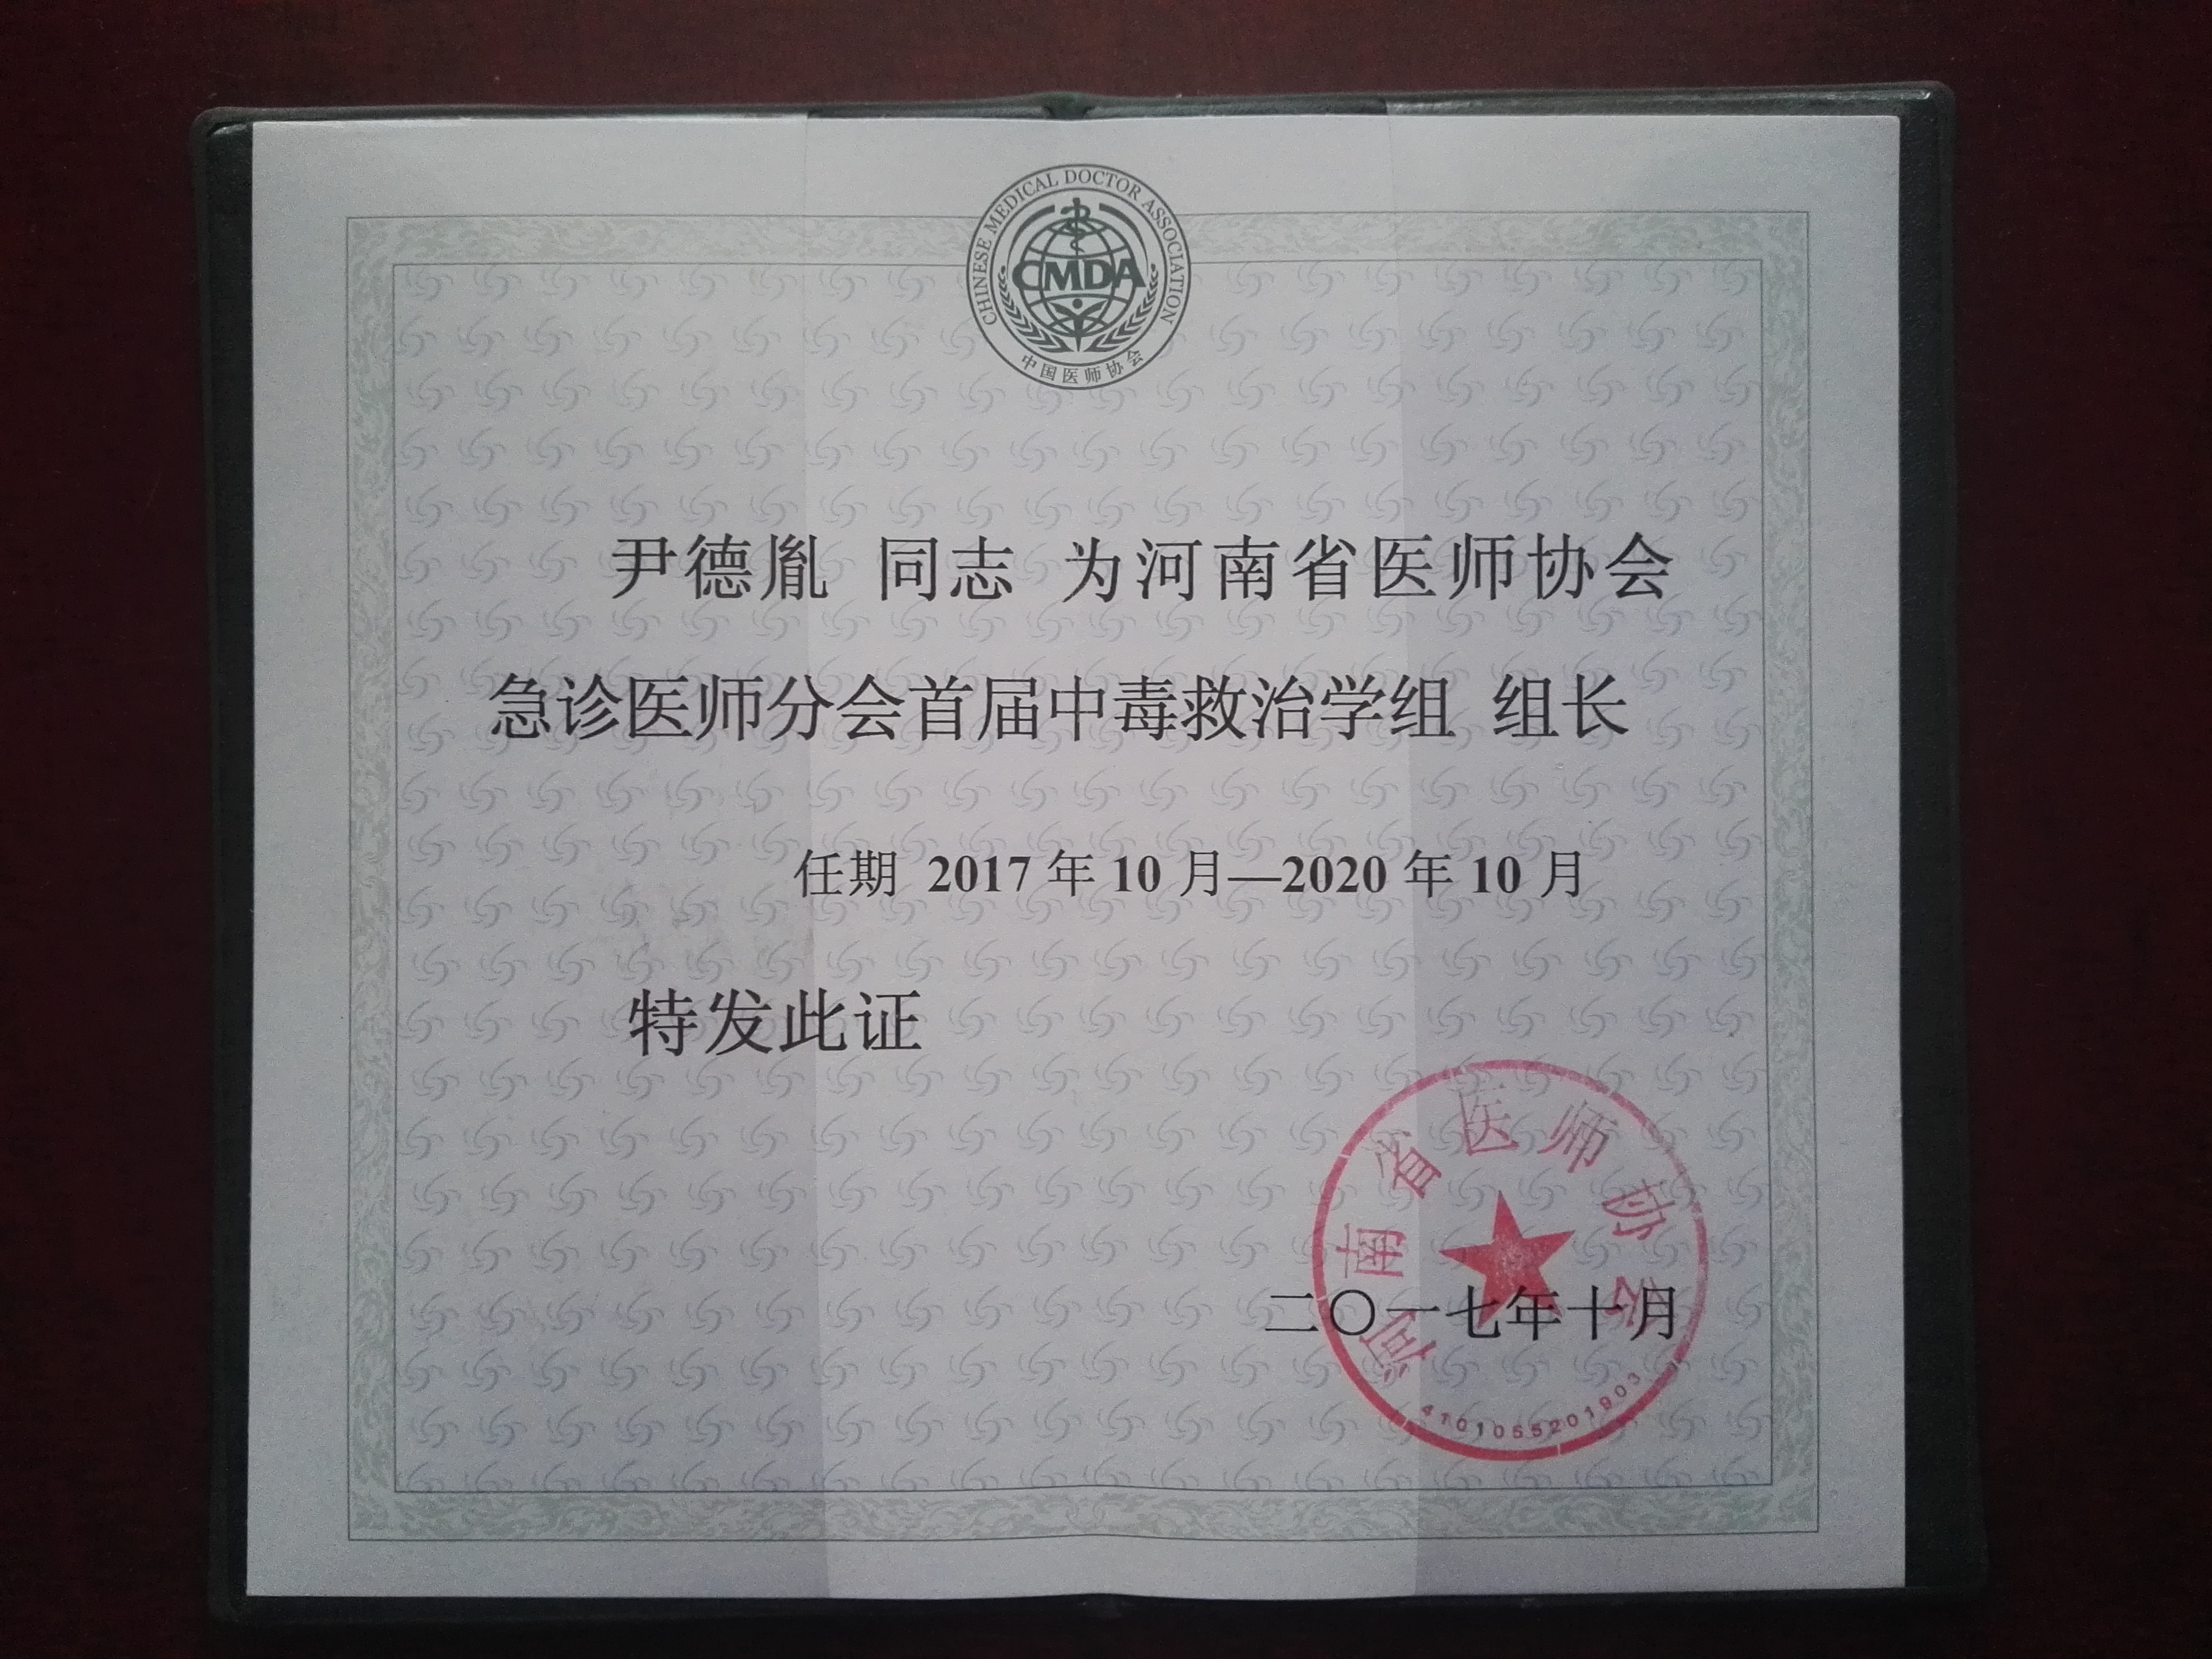 CHINESE MEDICAL DOCTOR ASSOCIATION
CMDA
中国医师协会
尹德胤 同志 为河南省医师协会
急诊医师分会首届中毒救治学组 组长
任期 2017 年 10 月—2020 年 10 月
特发此证
河南省医师协会
二〇一七年十月
4101055201903